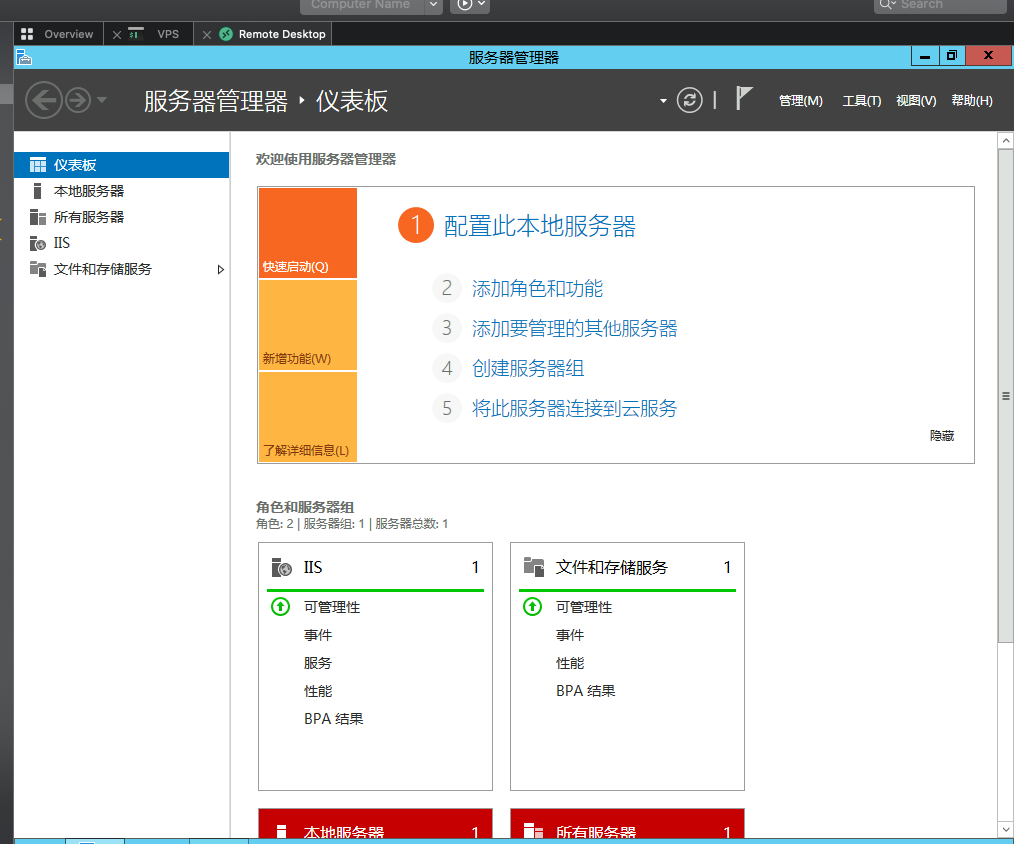 Computer Name
Search
Overview
VPS
Remote Desktop
服务器管理器
服务器管理器 ‣ 仪表板
管理(M)
工具(T)
视图(V)
帮助(H)
仪表板
本地服务器
所有服务器
IIS
文件和存储服务
欢迎使用服务器管理器
快速启动(Q)
新增功能(W)
了解详细信息(L)
1 配置此本地服务器
2 添加角色和功能
3 添加要管理的其他服务器
4 创建服务器组
5 将此服务器连接到云服务
隐藏
角色和服务器组
角色: 2 | 服务器组: 1 | 服务器总数: 1
IIS 1
可管理性
事件
服务
性能
BPA 结果
文件和存储服务 1
可管理性
事件
性能
BPA 结果
本地服务器 1
所有服务器 1